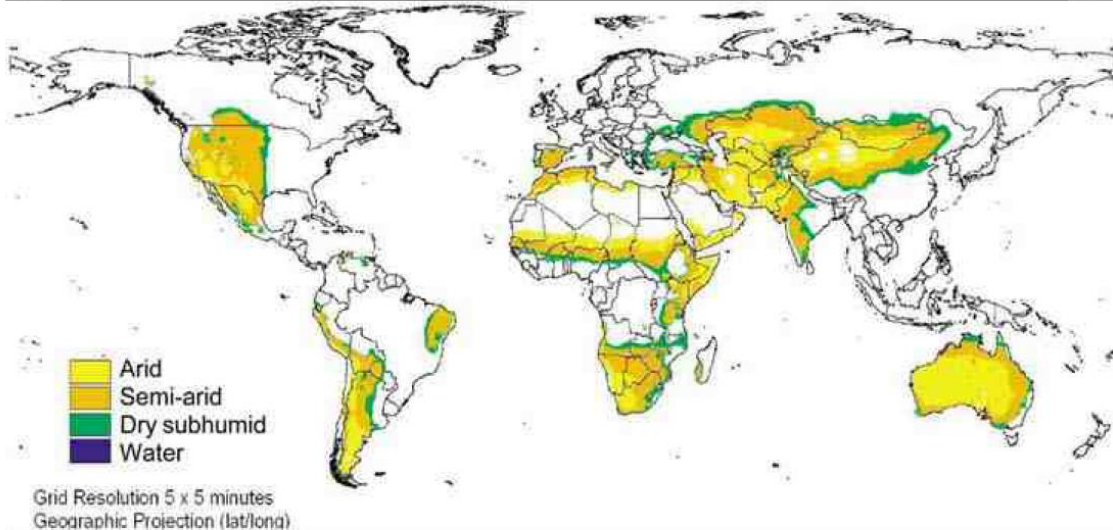 Arid
Semi-arid
Dry subhumid
Water
Grid Resolution 5 x 5 minutes
Geographic Projection (lat/long)